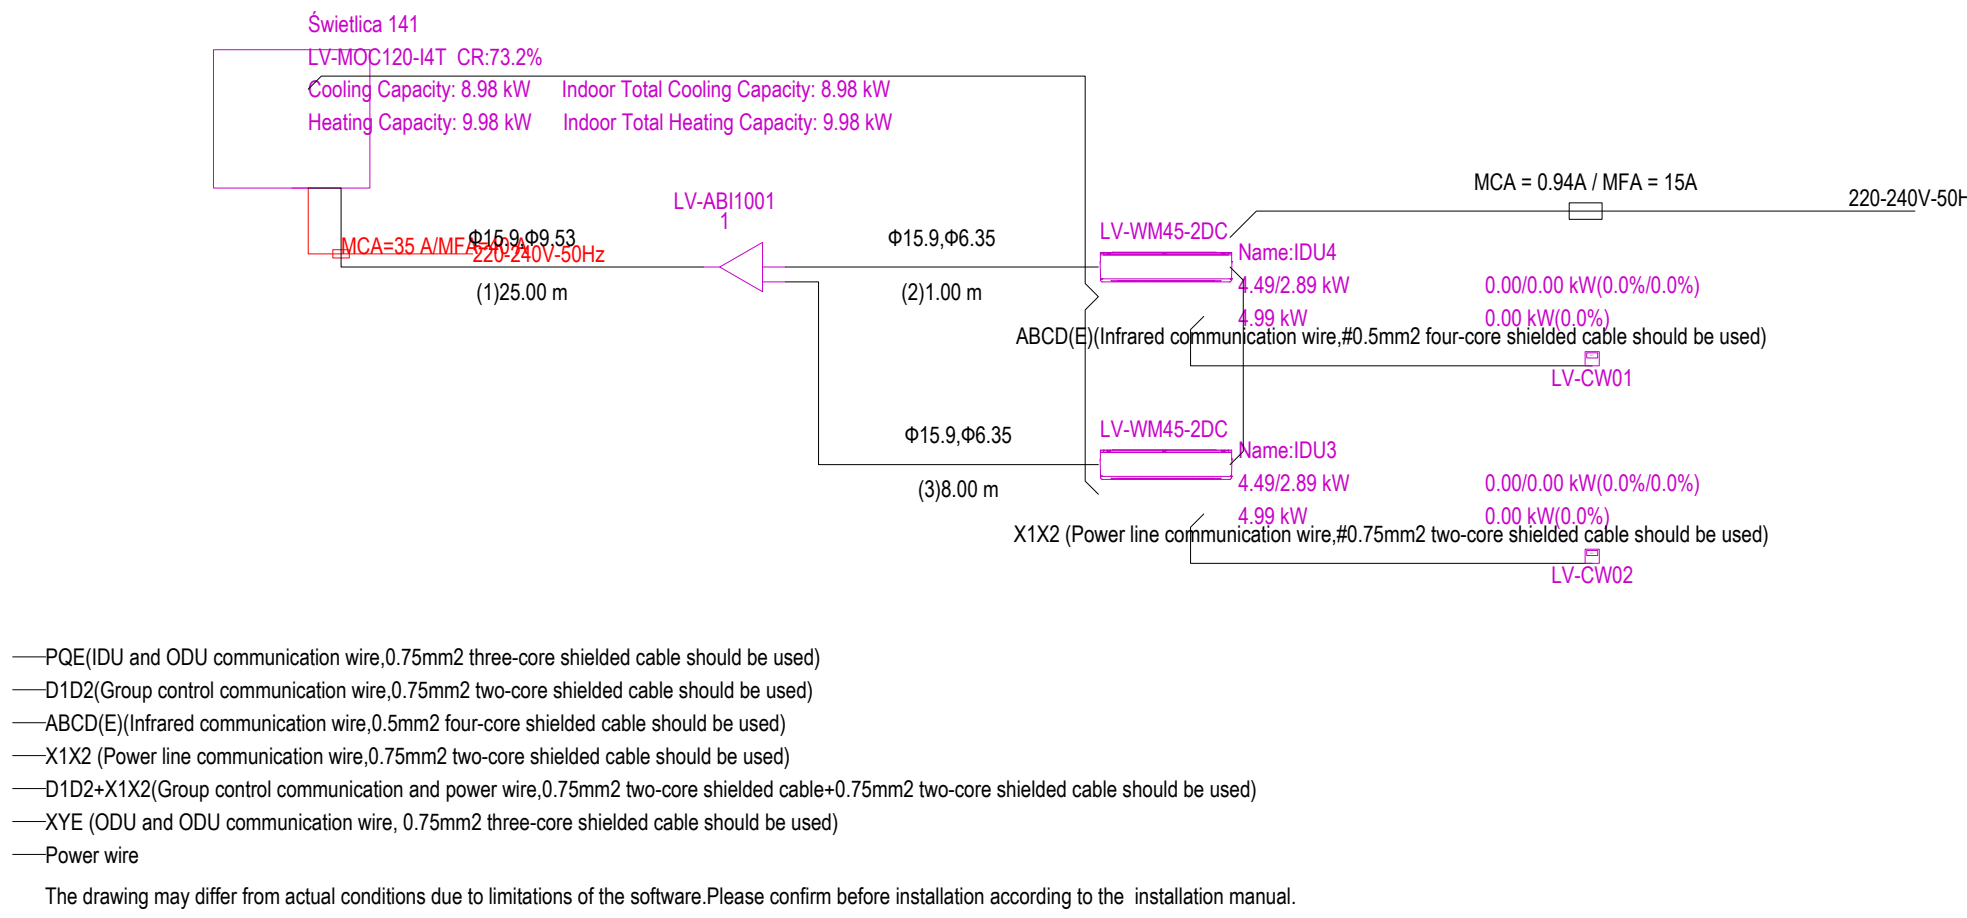 Świetlica 141
LV-MOC120-I4T CR:73.2%
Cooling Capacity: 8.98 kW Indoor Total Cooling Capacity: 8.98 kW
Heating Capacity: 9.98 kW Indoor Total Heating Capacity: 9.98 kW
MCA = 0.94A / MFA = 15A
220-240V-50H
LV-ABI1001
1
Φ15.9,Φ9.53
MCA=35 A/MFA=40 A
220-240V-50Hz
(1)25.00 m
Φ15.9,Φ6.35
(2)1.00 m
LV-WM45-2DC
Name:IDU4
4.49/2.89 kW 0.00/0.00 kW(0.0%/0.0%)
4.99 kW 0.00 kW(0.0%)
ABCD(E)(Infrared communication wire,#0.5mm2 four-core shielded cable should be used)
LV-CW01
Φ15.9,Φ6.35
(3)8.00 m
LV-WM45-2DC
Name:IDU3
4.49/2.89 kW 0.00/0.00 kW(0.0%/0.0%)
4.99 kW 0.00 kW(0.0%)
X1X2 (Power line communication wire,#0.75mm2 two-core shielded cable should be used)
LV-CW02
PQE(IDU and ODU communication wire,0.75mm2 three-core shielded cable should be used)
D1D2(Group control communication wire,0.75mm2 two-core shielded cable should be used)
ABCD(E)(Infrared communication wire,0.5mm2 four-core shielded cable should be used)
X1X2 (Power line communication wire,0.75mm2 two-core shielded cable should be used)
D1D2+X1X2(Group control communication and power wire,0.75mm2 two-core shielded cable+0.75mm2 two-core shielded cable should be used)
XYE (ODU and ODU communication wire, 0.75mm2 three-core shielded cable should be used)
Power wire
The drawing may differ from actual conditions due to limitations of the software.Please confirm before installation according to the installation manual.